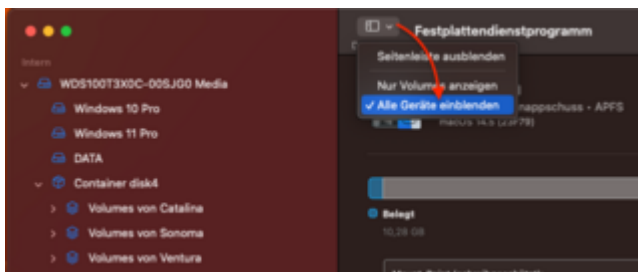 Festplattendienstprogramm
Seitenleiste ausblenden
Nur Volumes anzeigen
✓ Alle Geräte einblenden
nappschuss • APFS
macOS 14.5 (23F79)
Intern
WDS100T3X0C-00SJG0 Media
Windows 10 Pro
Windows 11 Pro
DATA
Container disk4
Volumes von Catalina
Volumes von Sonoma
Volumes von Ventura
Belegt
10,28 GB